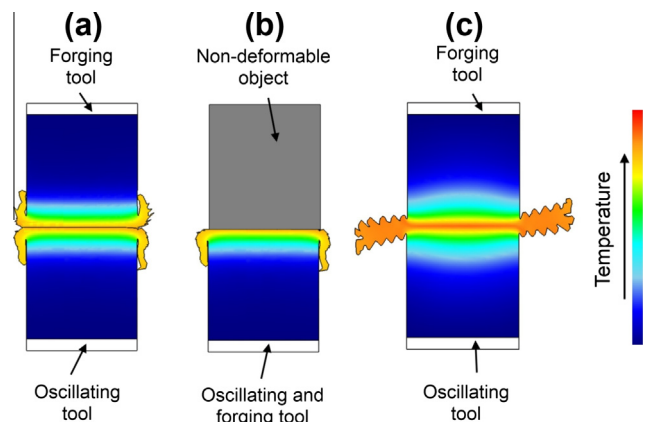 (a)
Forging
tool
Oscillating
tool
(b)
Non-deformable
object
Oscillating and
forging tool
(c)
Forging
tool
Oscillating
tool
Temperature